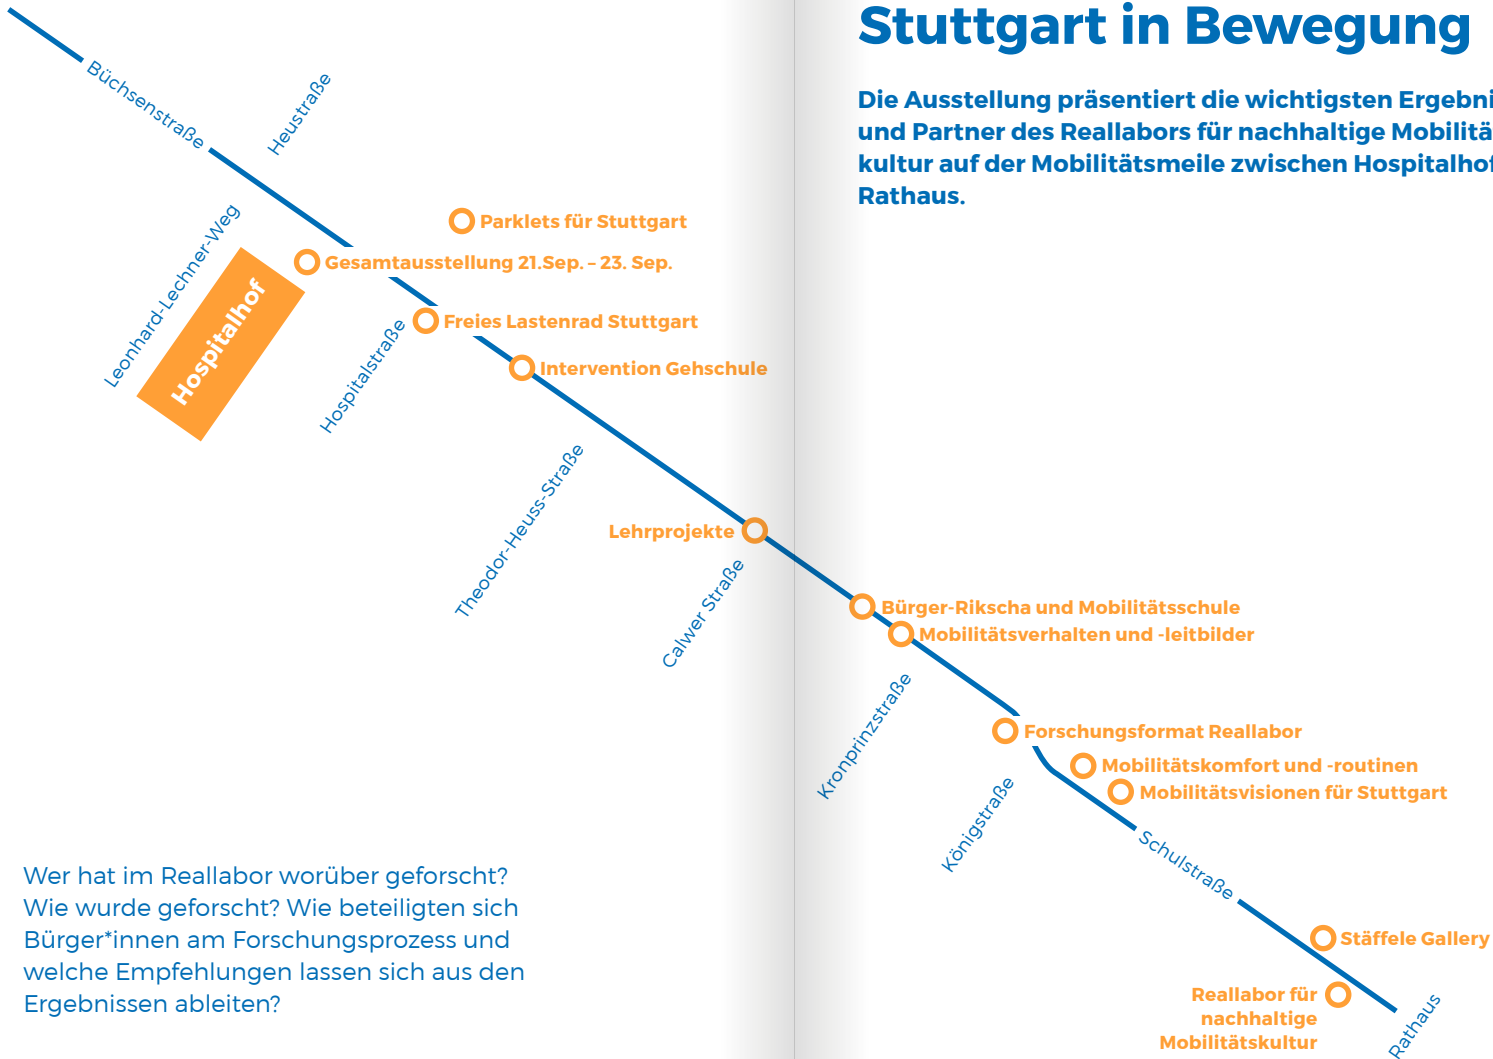 Stuttgart in Bewegung
Die Ausstellung präsentiert die wichtigsten Ergebni
und Partner des Reallabors für nachhaltige Mobilitä
kultur auf der Mobilitätsmeile zwischen Hospitalhof
Rathaus.
Büchsenstraße
Heustraße
Leonhard-Lechner-Weg
Hospitalhof
Parklets für Stuttgart
Gesamtausstellung 21.Sep. – 23. Sep.
Freies Lastenrad Stuttgart
Hospitalstraße
Intervention Gehschule
Theodor-Heuss-Straße
Lehrprojekte
Calwer Straße
Bürger-Rikscha und Mobilitätsschule
Mobilitätsverhalten und -leitbilder
Kronprinzstraße
Forschungsformat Reallabor
Mobilitätskomfort und -routinen
Mobilitätsvisionen für Stuttgart
Königstraße
Schulstraße
Stäffele Gallery
Reallabor für
nachhaltige
Mobilitätskultur
Rathaus
Wer hat im Reallabor worüber geforscht?
Wie wurde geforscht? Wie beteiligten sich
Bürger*innen am Forschungsprozess und
welche Empfehlungen lassen sich aus den
Ergebnissen ableiten?